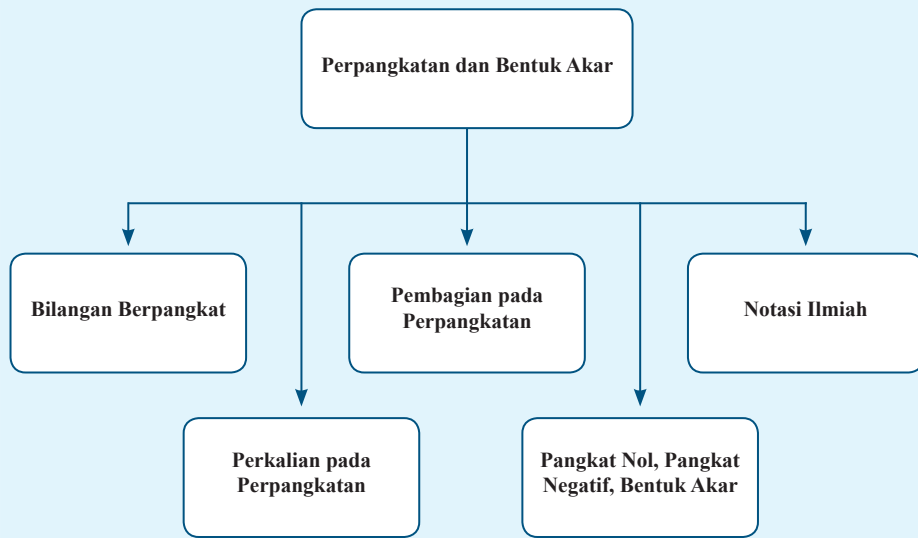 Perpangkatan dan Bentuk Akar
Bilangan Berpangkat
Pembagian pada
Perpangkatan
Notasi Ilmiah
Perkalian pada
Perpangkatan
Pangkat Nol, Pangkat
Negatif, Bentuk Akar